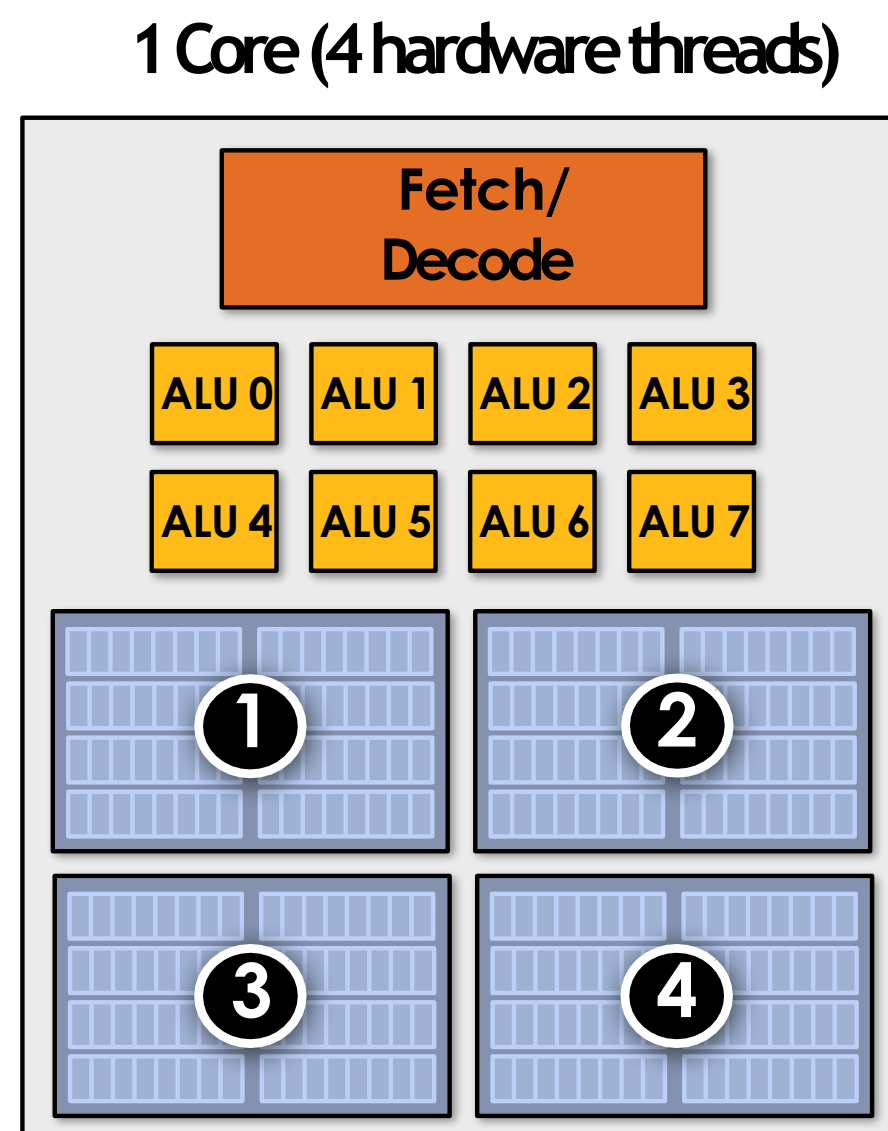 1 Core (4 hardware threads)
Fetch/
Decode
ALU 0 ALU 1 ALU 2 ALU 3
ALU 4 ALU 5 ALU 6 ALU 7
1 2
3 4